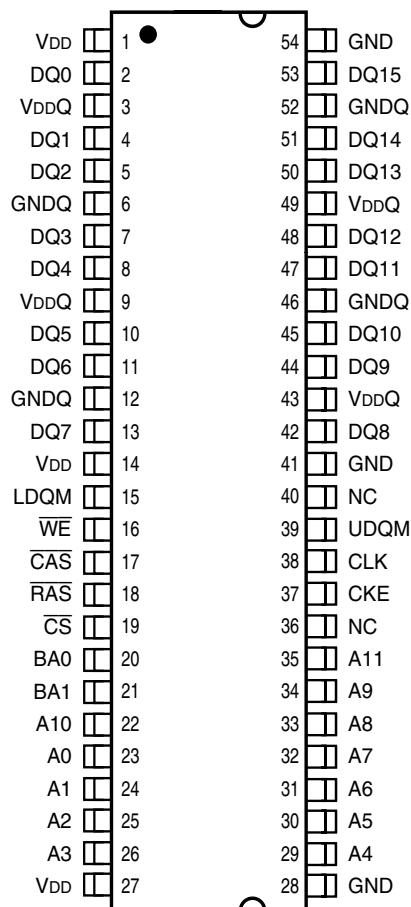 VDD 1 54 GND
DQ0 2 53 DQ15
VDDQ 3 52 GNDQ
DQ1 4 51 DQ14
DQ2 5 50 DQ13
GNDQ 6 49 VDDQ
DQ3 7 48 DQ12
DQ4 8 47 DQ11
VDDQ 9 46 GNDQ
DQ5 10 45 DQ10
DQ6 11 44 DQ9
GNDQ 12 43 VDDQ
DQ7 13 42 DQ8
VDD 14 41 GND
LDQM 15 40 NC
W̅E̅ 16 39 UDQM
C̅A̅S̅ 17 38 CLK
R̅A̅S̅ 18 37 CKE
C̅S̅ 19 36 NC
BA0 20 35 A11
BA1 21 34 A9
A10 22 33 A8
A0 23 32 A7
A1 24 31 A6
A2 25 30 A5
A3 26 29 A4
VDD 27 28 GND